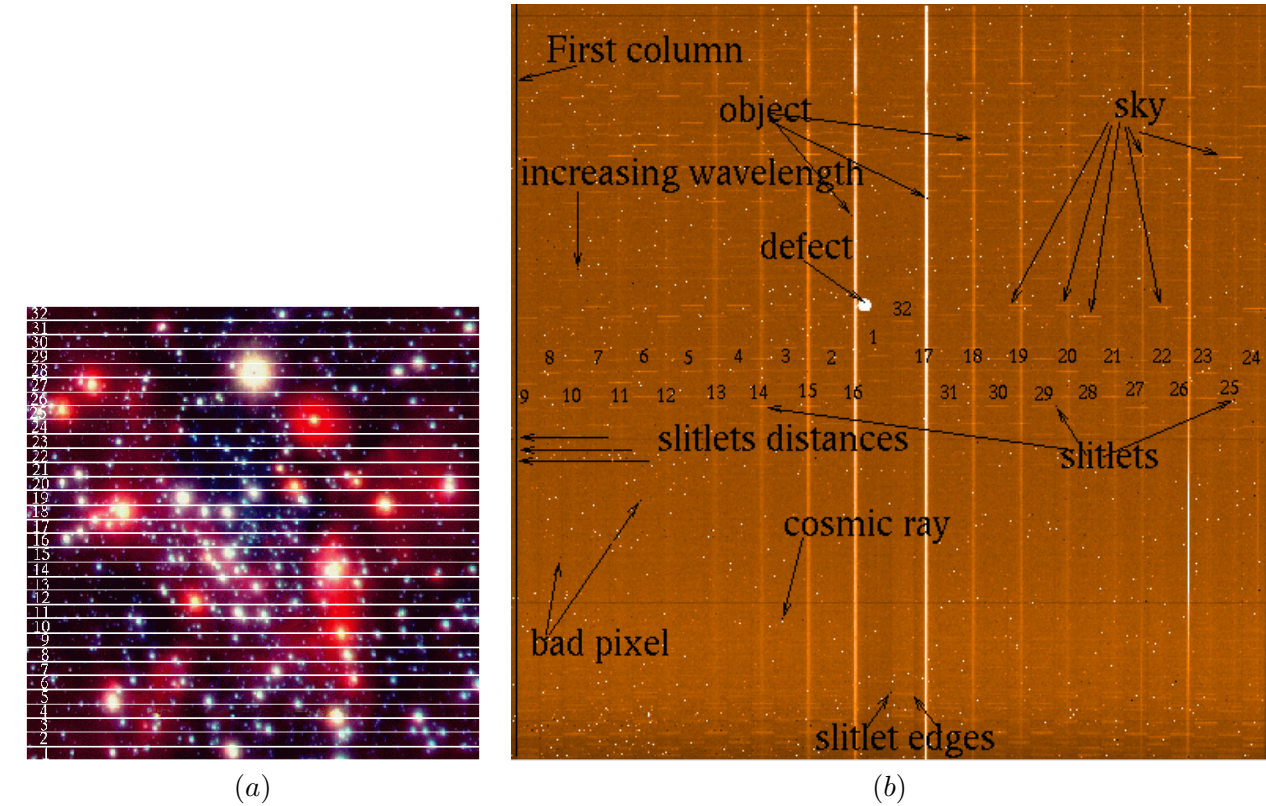 32
31
30
29
28
27
26
25
24
23
22
21
20
19
18
17
16
15
14
13
12
11
10
9
8
7
6
5
4
3
2
1
(a)
First column
object
sky
increasing wavelength
defect
32
1
8 7 6 5 4 3 2 17 18 19 20 21 22 23 24
9 10 11 12 13 14 16 31 30 29 28 27 26 25
slitlets distances
slitlets
cosmic ray
bad pixel
slitlet edges
(b)